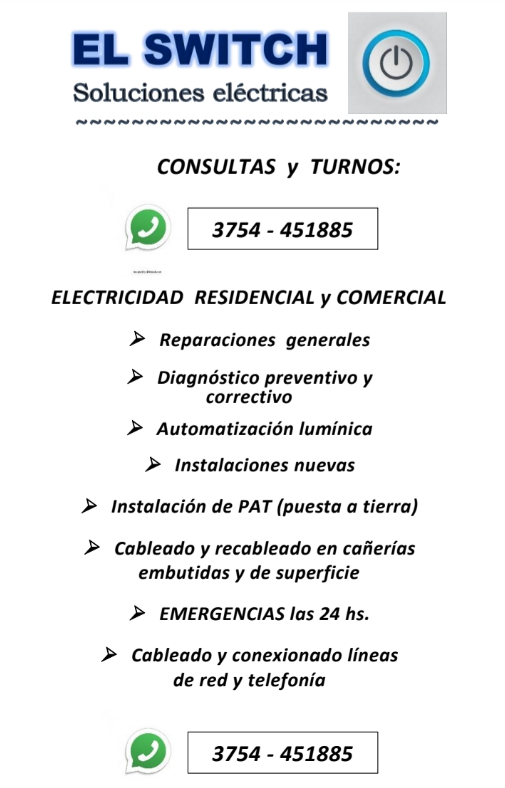 EL SWITCH
Soluciones eléctricas
~~~~~~~~~~~~~~~~~~~~~~~~~~
CONSULTAS y TURNOS:
3754 - 451885
ELECTRICIDAD RESIDENCIAL y COMERCIAL
➢ Reparaciones generales
➢ Diagnóstico preventivo y
correctivo
➢ Automatización lumínica
➢ Instalaciones nuevas
➢ Instalación de PAT (puesta a tierra)
➢ Cableado y recableado en cañerías
embutidas y de superficie
➢ EMERGENCIAS las 24 hs.
➢ Cableado y conexionado líneas
de red y telefonía
3754 - 451885